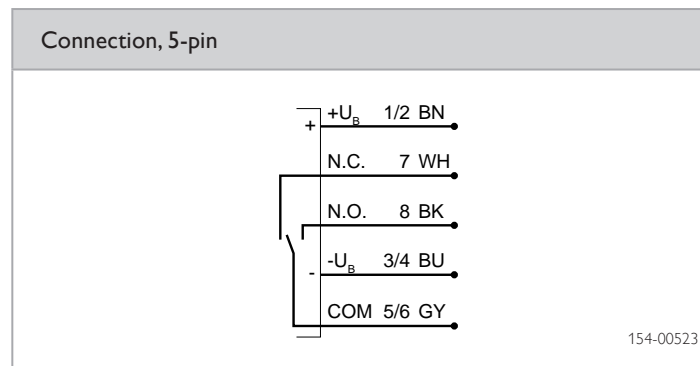 Connection, 5-pin
+ +U_B 1/2 BN
N.C. 7 WH
N.O. 8 BK
- -U_B 3/4 BU
COM 5/6 GY
154-00523